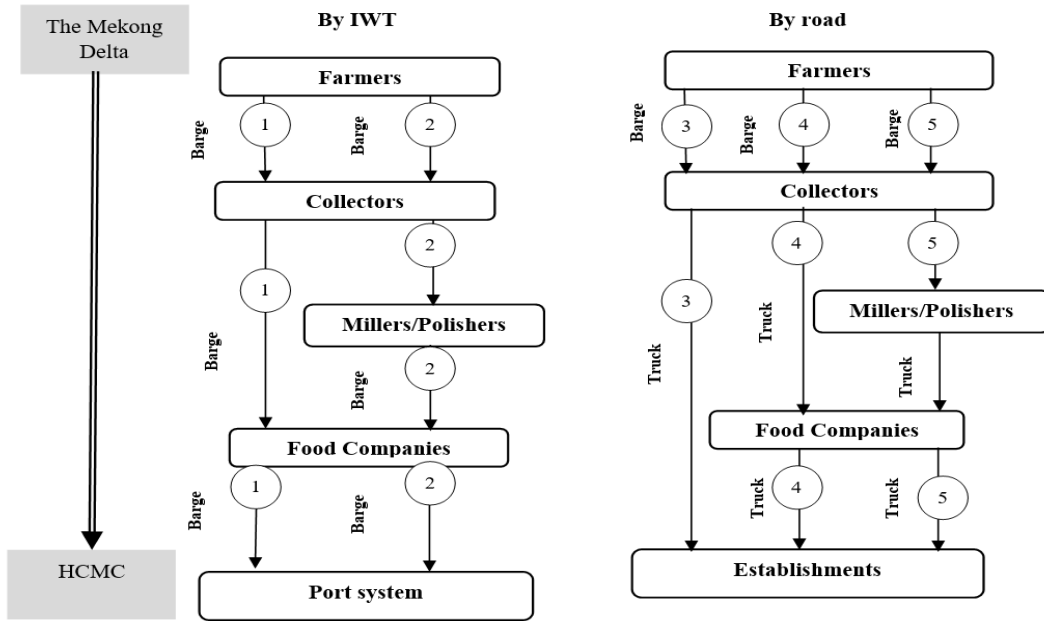 The Mekong
Delta
HCMC
By IWT
Farmers
1
2
Barge
Barge
Collectors
2
1
Millers/Polishers
Barge
Barge
2
Food Companies
1
2
Barge
Barge
Port system
By road
Farmers
3
4
5
Barge
Barge
Barge
Collectors
4
5
3
Millers/Polishers
Truck
Truck
Truck
Food Companies
4
5
Truck
Truck
Establishments